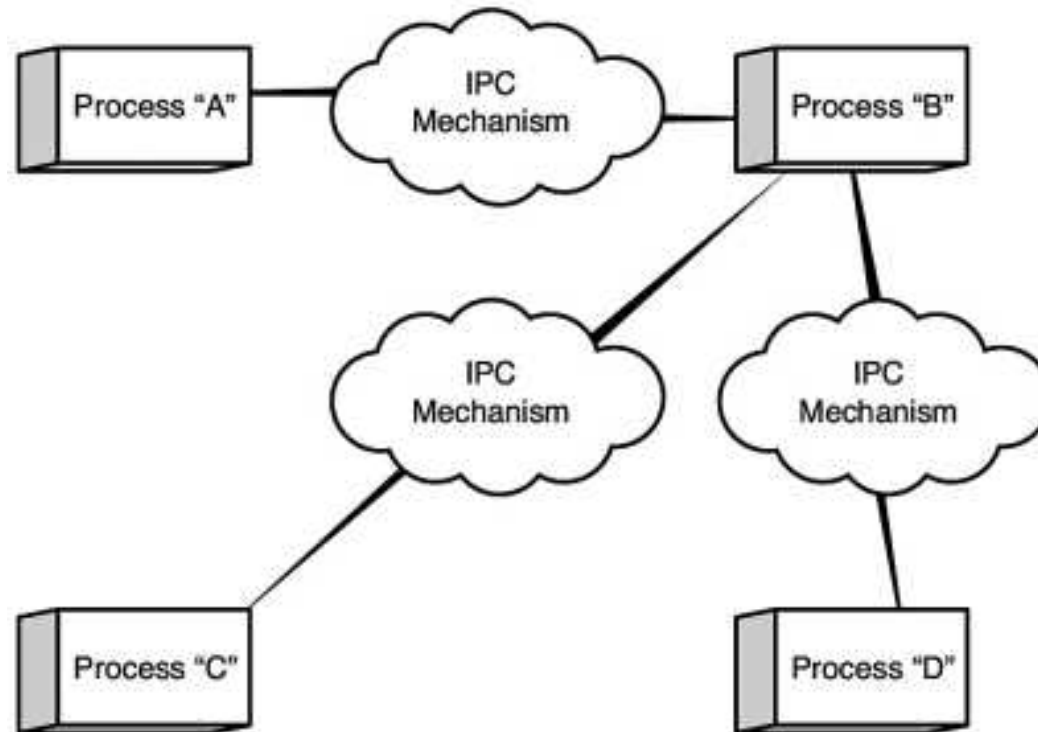 Process “A”
IPC
Mechanism
Process “B”
IPC
Mechanism
IPC
Mechanism
Process “C”
Process “D”